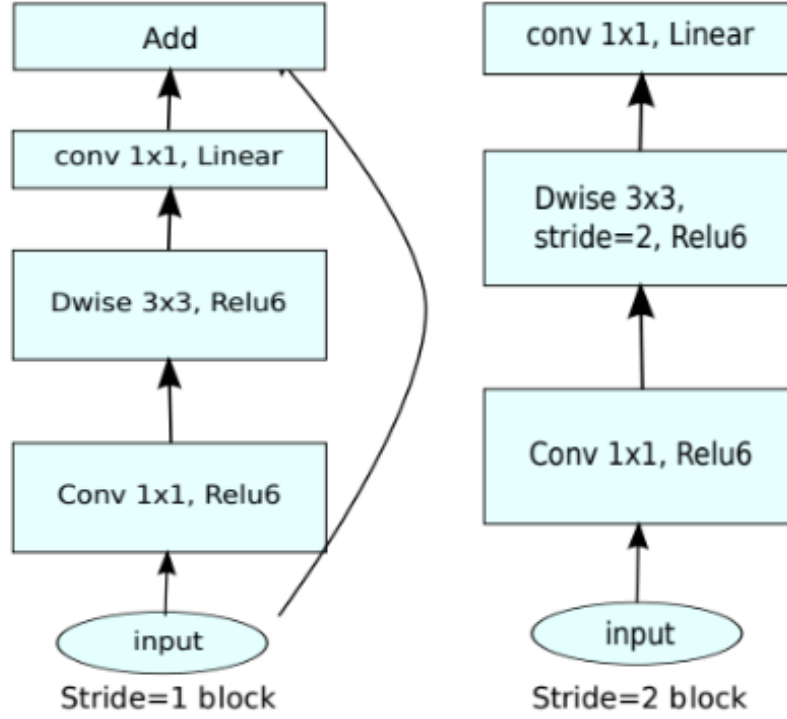 Add
conv 1x1, Linear
Dwise 3x3, Relu6
Conv 1x1, Relu6
input
Stride=1 block
conv 1x1, Linear
Dwise 3x3,
stride=2, Relu6
Conv 1x1, Relu6
input
Stride=2 block